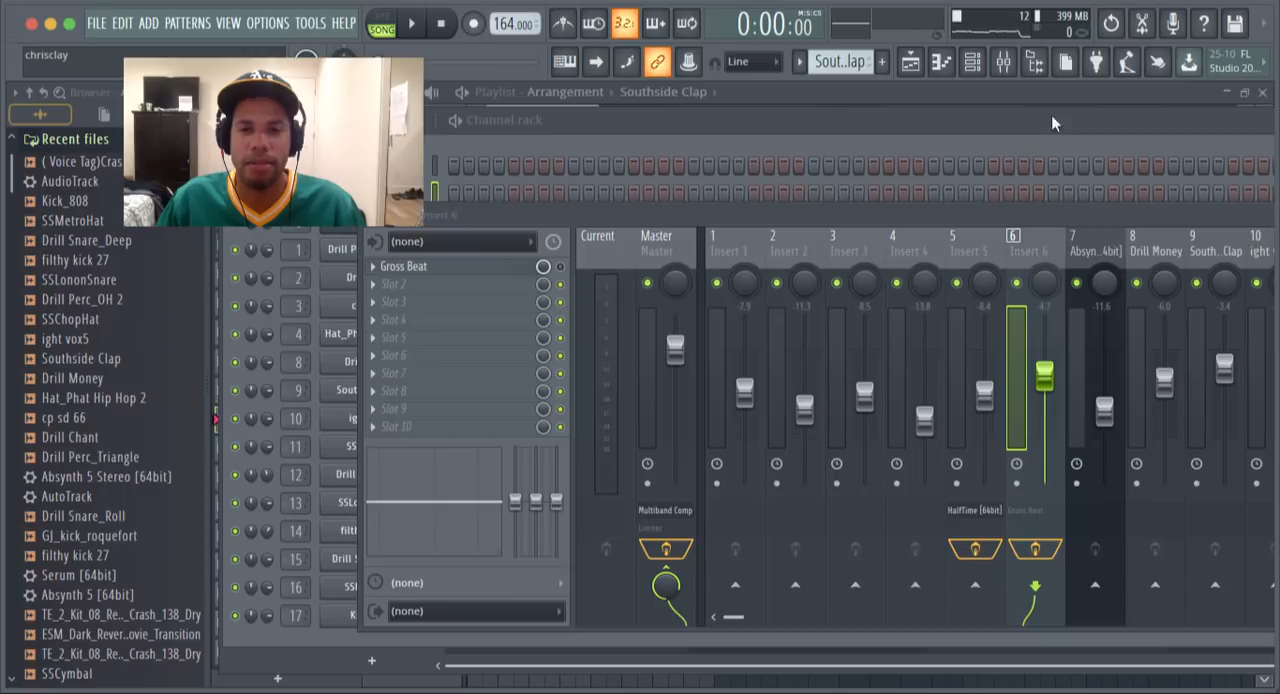 FILE EDIT ADD PATTERNS VIEW OPTIONS TOOLS HELP
SONG
164.000
3.2.
0:00:00
M:S:CS
12
399 MB
0
chrisclay
Line
Sout..lap
25-10 FL
Studio 20...
Browser
Playlist - Arrangement › Southside Clap
Channel rack
Recent files
( Voice Tag)Cras
AudioTrack
Kick_808
SSMetroHat
Drill Snare_Deep
filthy kick 27
SSLononSnare
Drill Perc_OH 2
SSChopHat
ight vox5
Southside Clap
Drill Money
Hat_Phat Hip Hop 2
cp sd 66
Drill Chant
Drill Perc_Triangle
Absynth 5 Stereo [64bit]
AutoTrack
Drill Snare_Roll
GJ_kick_roquefort
filthy kick 27
Serum [64bit]
Absynth 5 [64bit]
TE_2_Kit_08_Re.._Crash_138_Dry
ESM_Dark_Rever.._ovie_Transition
TE_2_Kit_08_Re.._Crash_138_Dry
SSCymbal
A's
1 Drill P
2 Dr
3 c
4 Hat_Ph
8 Dri
9 Sout
10 ig
11 SS
12 Drill
13 SSLo
14 filth
15 Drill S
16 SSI
17 K
Insert 6
(none)
Gross Beat
Slot 2
Slot 3
Slot 4
Slot 5
Slot 6
Slot 7
Slot 8
Slot 9
Slot 10
(none)
(none)
Current Master 1 2 3 4 5 6 7 8 9 10
Master Insert 1 Insert 2 Insert 3 Insert 4 Insert 5 Insert 6 Absyn..4bit] Drill Money South..Clap ight v
-7.9 -11.3 -8.5 -13.8 -8.4 -4.7 -11.6 -6.0 -3.4
Multiband Comp HalfTime [64bit] Gross Beat
Limiter